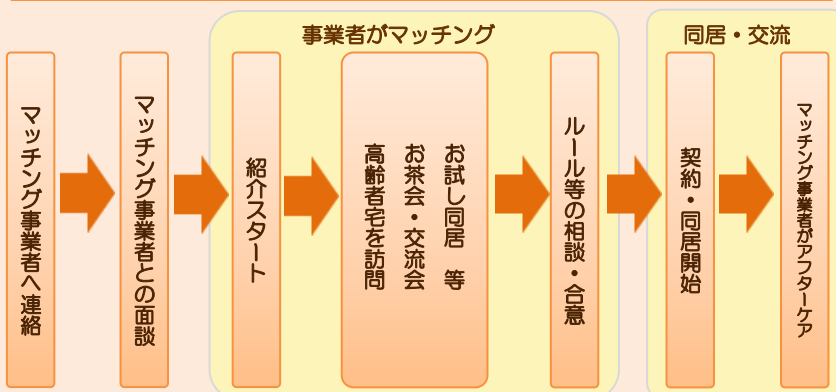 マッチング事業者へ連絡
マッチング事業者との面談
事業者がマッチング
紹介スタート
お試し同居 等
お茶会・交流会
高齢者宅を訪問
ルール等の相談・合意
同居・交流
契約・同居開始
マッチング事業者がアフターケア